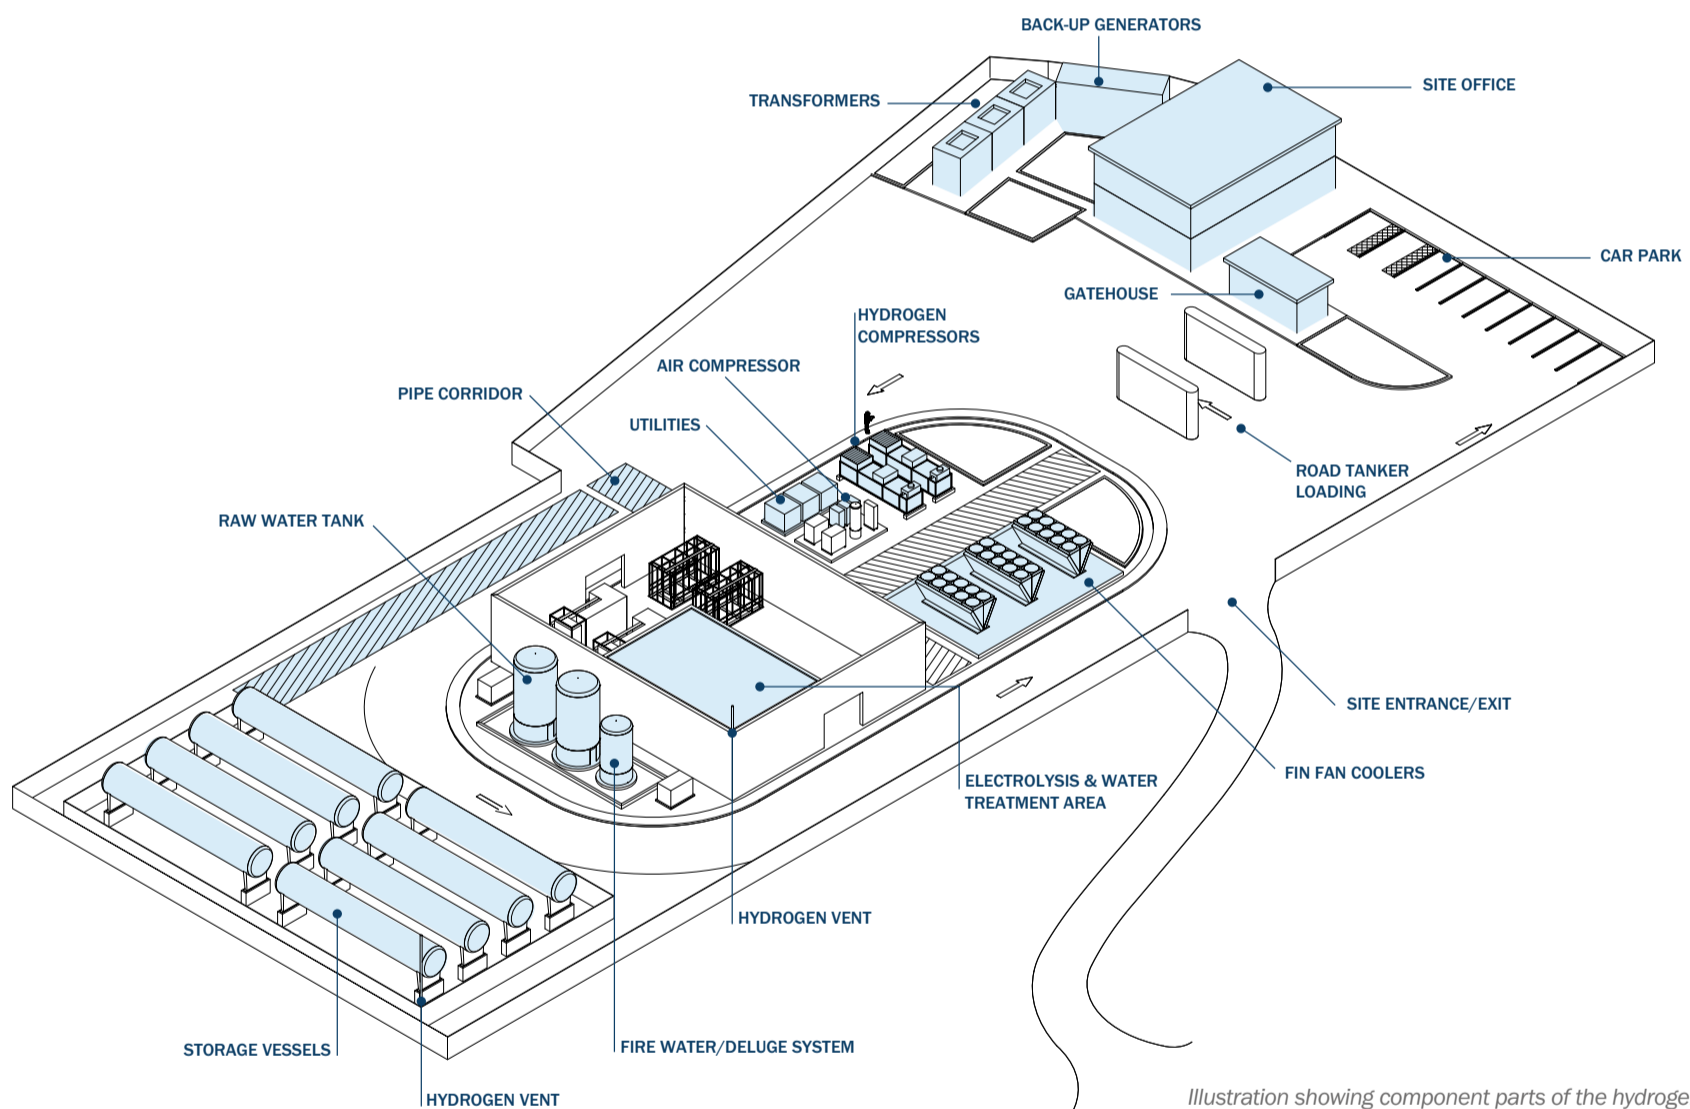 BACK-UP GENERATORS
SITE OFFICE
TRANSFORMERS
CAR PARK
GATEHOUSE
HYDROGEN
COMPRESSORS
AIR COMPRESSOR
PIPE CORRIDOR
UTILITIES
ROAD TANKER
LOADING
RAW WATER TANK
SITE ENTRANCE/EXIT
FIN FAN COOLERS
ELECTROLYSIS & WATER
TREATMENT AREA
HYDROGEN VENT
FIRE WATER/DELUGE SYSTEM
STORAGE VESSELS
HYDROGEN VENT
Illustration showing component parts of the hydroge